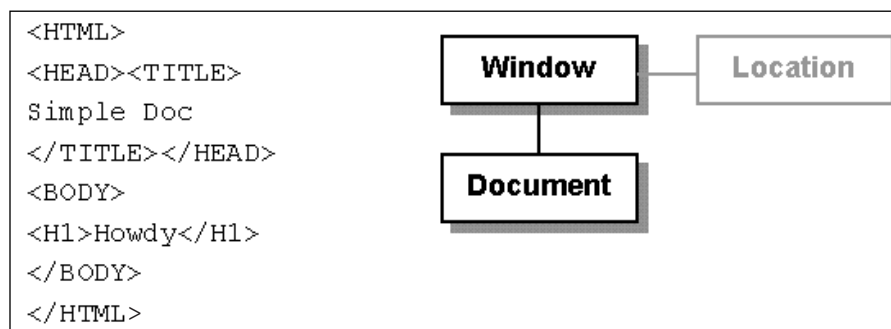 <HTML>
<HEAD><TITLE>
Simple Doc
</TITLE></HEAD>
<BODY>
<H1>Howdy</H1>
</BODY>
</HTML>
Window
Location
Document